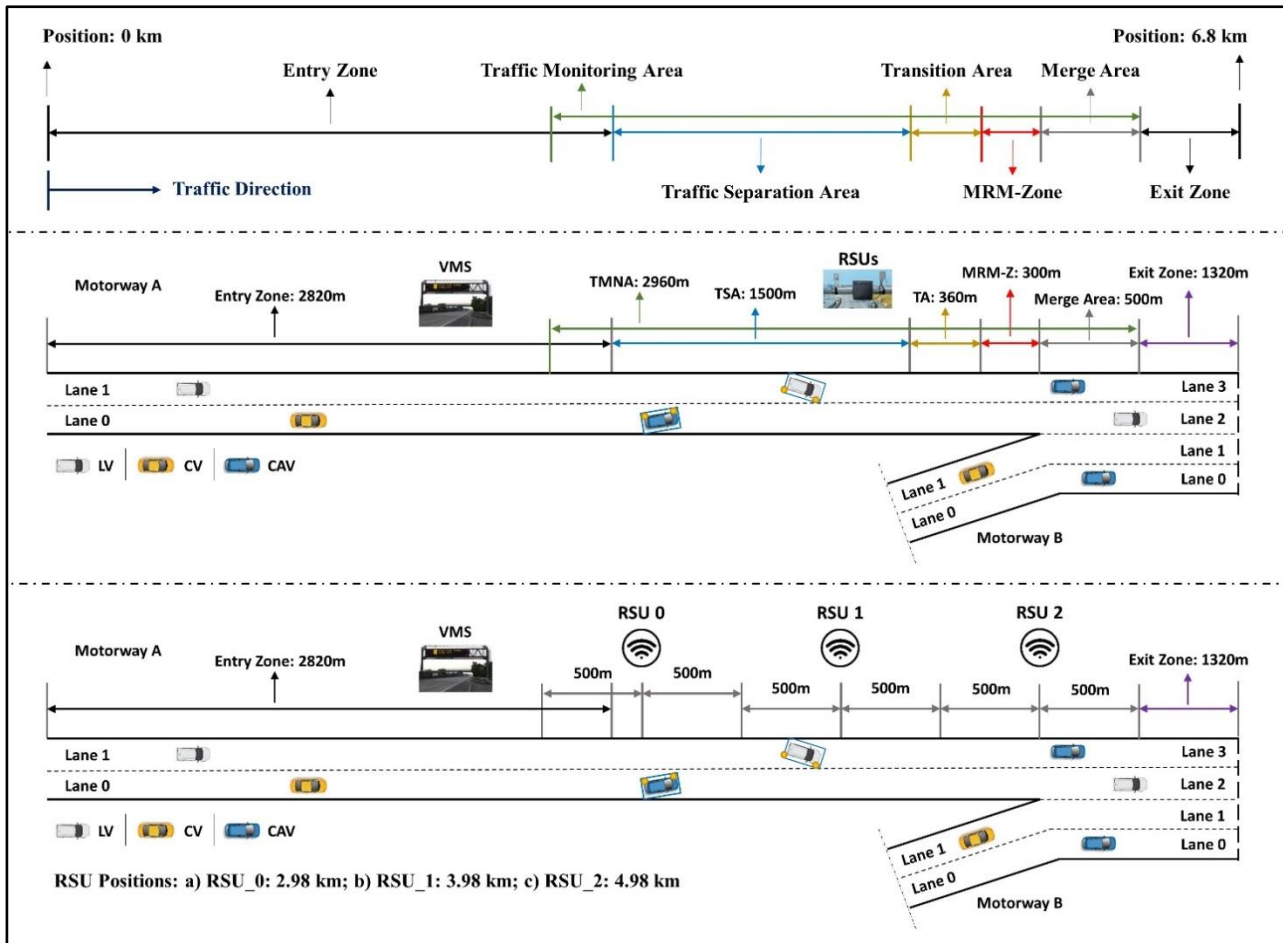 Position: 0 km
Position: 6.8 km
Entry Zone
Traffic Monitoring Area
Transition Area
Merge Area
Traffic Direction
Traffic Separation Area
MRM-Zone
Exit Zone
Motorway A
Entry Zone: 2820m
VMS
TMNA: 2960m
TSA: 1500m
RSUs
TA: 360m
MRM-Z: 300m
Merge Area: 500m
Exit Zone: 1320m
Lane 1
Lane 3
Lane 0
Lane 2
LV
CV
CAV
Lane 1
Lane 1
Lane 0
Lane 0
Motorway B
RSU 0
RSU 1
RSU 2
Motorway A
Entry Zone: 2820m
VMS
500m
500m
500m
500m
500m
500m
Exit Zone: 1320m
Lane 1
Lane 3
Lane 0
Lane 2
LV
CV
CAV
Lane 1
Lane 1
Lane 0
Lane 0
Motorway B
RSU Positions: a) RSU_0: 2.98 km; b) RSU_1: 3.98 km; c) RSU_2: 4.98 km